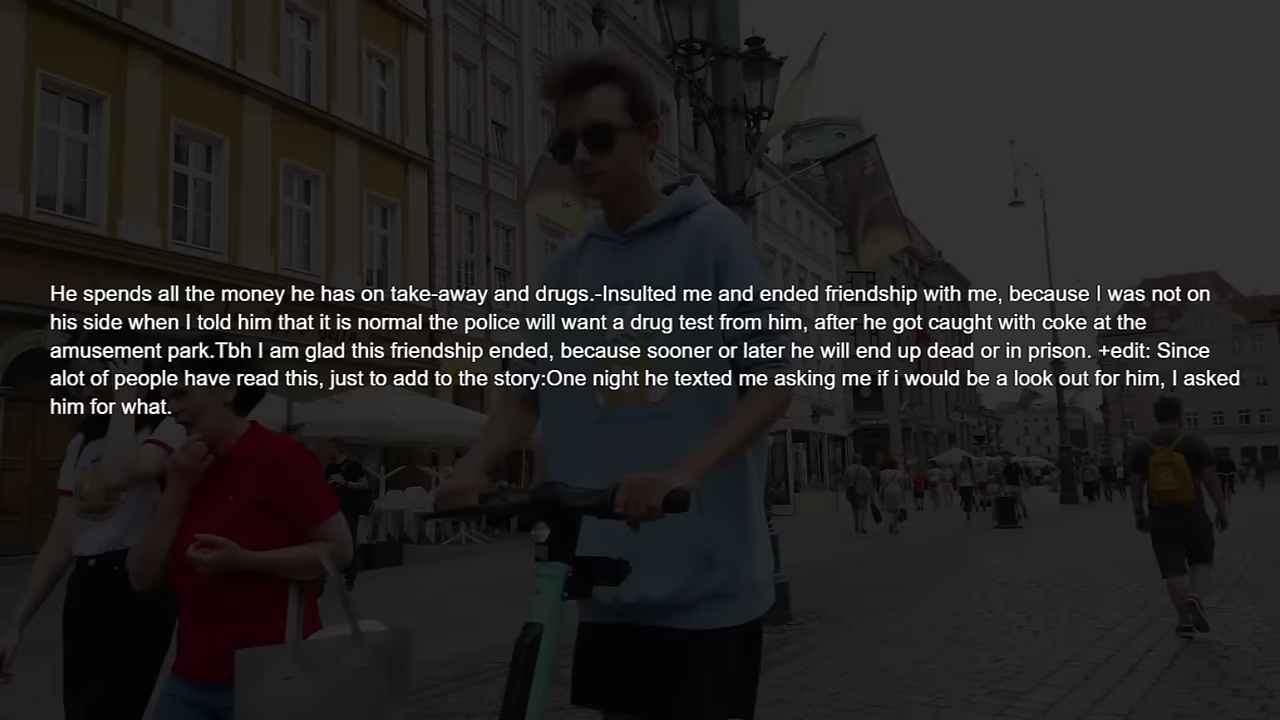 He spends all the money he has on take-away and drugs.-Insulted me and ended friendship with me, because I was not on
his side when I told him that it is normal the police will want a drug test from him, after he got caught with coke at the
amusement park.Tbh I am glad this friendship ended, because sooner or later he will end up dead or in prison. +edit: Since
alot of people have read this, just to add to the story:One night he texted me asking me if i would be a look out for him, I asked
him for what.